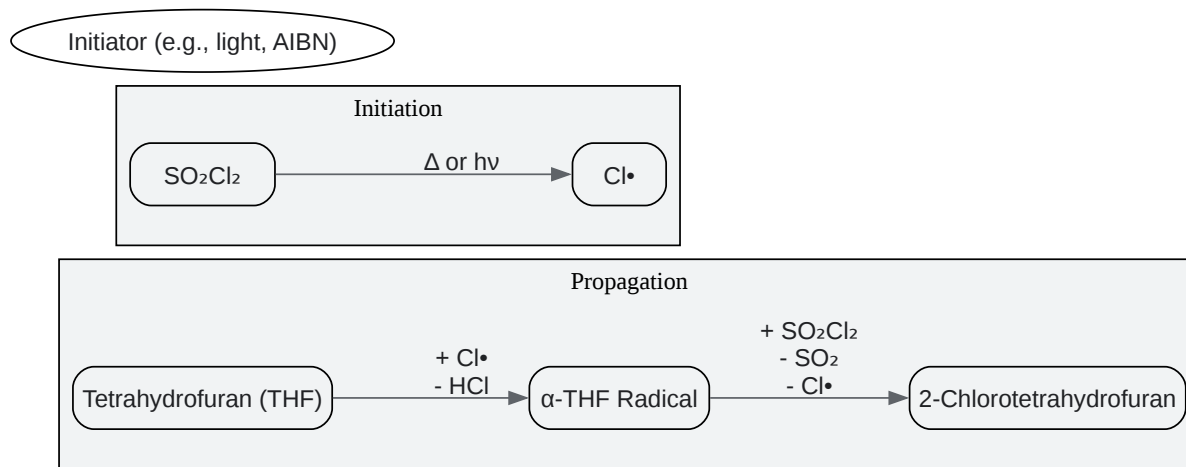 Initiator (e.g., light, AIBN)
Initiation
SO₂Cl₂
Δ or hν
Cl•
Propagation
Tetrahydrofuran (THF)
+ Cl•
- HCl
α-THF Radical
+ SO₂Cl₂
- SO₂
- Cl•
2-Chlorotetrahydrofuran